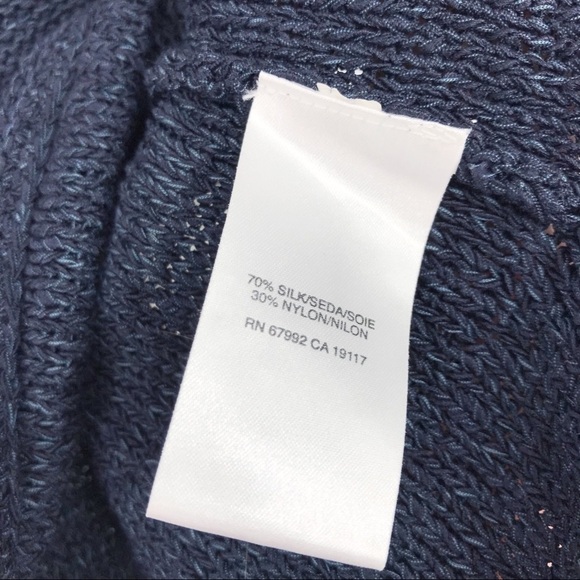 70% SILK/SEDA/SOIE
30% NYLON/NILON
RN 67992 CA 19117